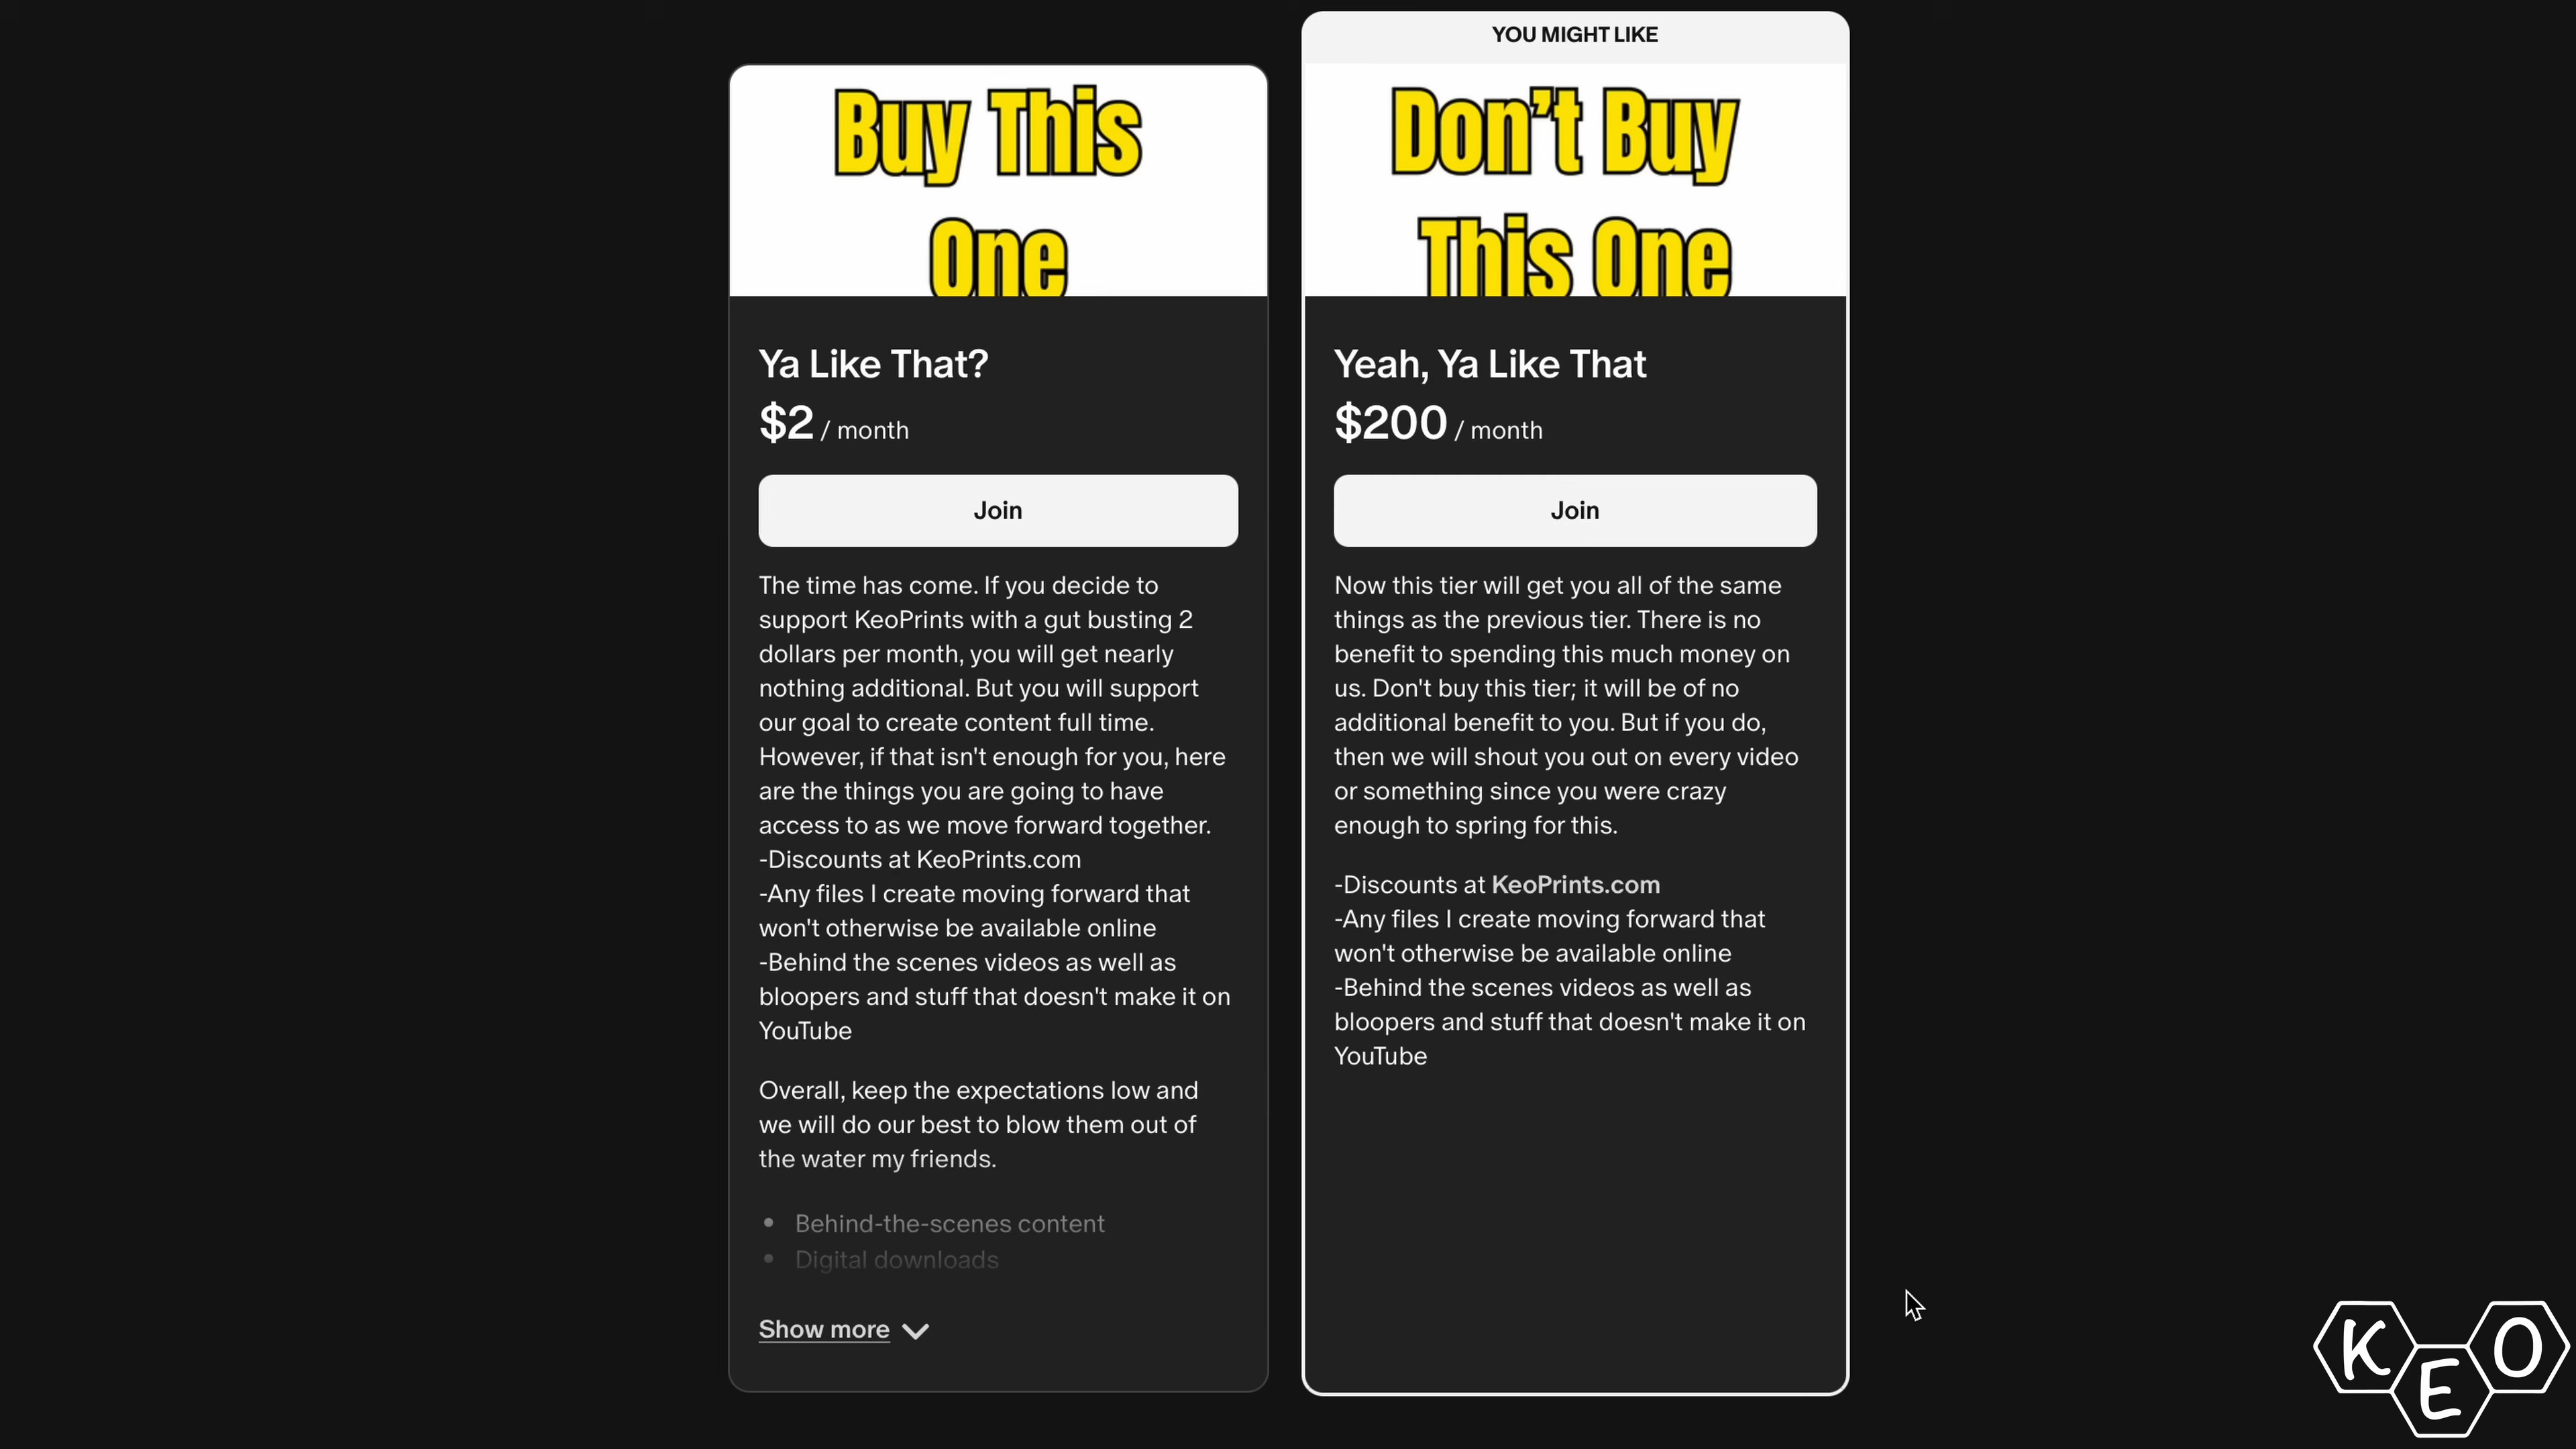 Buy This
One
Ya Like That?
$2 / month
Join
The time has come. If you decide to
support KeoPrints with a gut busting 2
dollars per month, you will get nearly
nothing additional. But you will support
our goal to create content full time.
However, if that isn't enough for you, here
are the things you are going to have
access to as we move forward together.
-Discounts at KeoPrints.com
-Any files I create moving forward that
won't otherwise be available online
-Behind the scenes videos as well as
bloopers and stuff that doesn't make it on
YouTube
Overall, keep the expectations low and
we will do our best to blow them out of
the water my friends.
• Behind-the-scenes content
• Digital downloads
Show more
YOU MIGHT LIKE
Don't Buy
This One
Yeah, Ya Like That
$200 / month
Join
Now this tier will get you all of the same
things as the previous tier. There is no
benefit to spending this much money on
us. Don't buy this tier; it will be of no
additional benefit to you. But if you do,
then we will shout you out on every video
or something since you were crazy
enough to spring for this.
-Discounts at KeoPrints.com
-Any files I create moving forward that
won't otherwise be available online
-Behind the scenes videos as well as
bloopers and stuff that doesn't make it on
YouTube
KEO